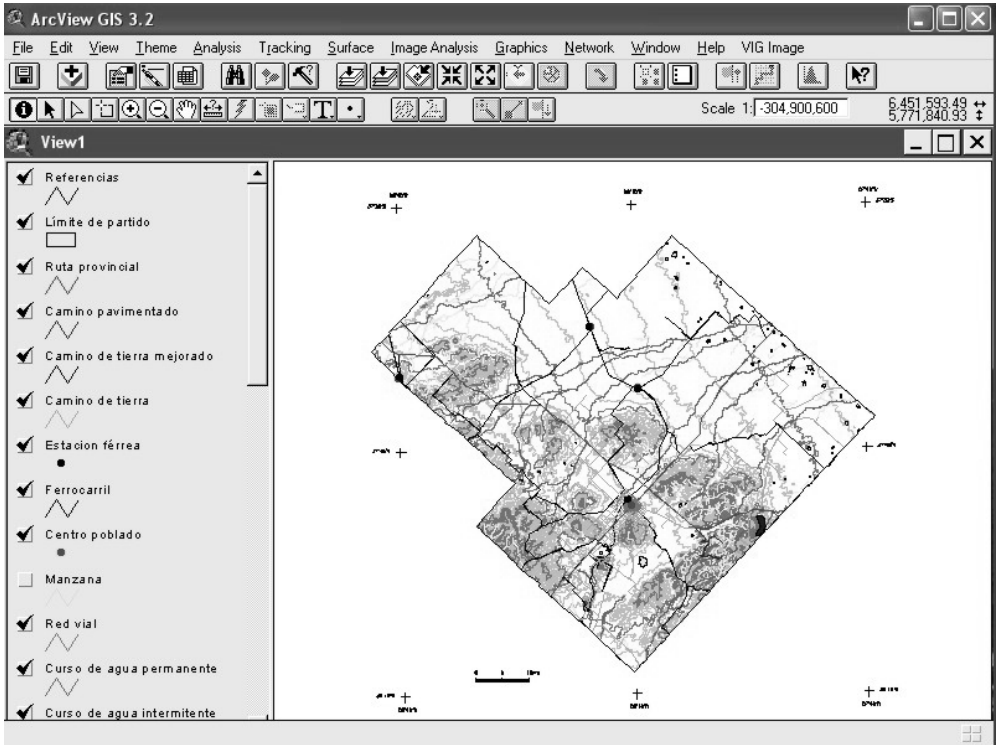 ArcView GIS 3.2
File Edit View Theme Analysis Tracking Surface Image Analysis Graphics Network Window Help VIG Image
Scale 1: -304,900,600
6,451,593.49
5,771,840.93
View1
Referencias
Límite de partido
Ruta provincial
Camino pavimentado
Camino de tierra mejorado
Camino de tierra
Estacion férrea
Ferrocarril
Centro poblado
Manzana
Red vial
Curso de agua permanente
Curso de agua intermitente